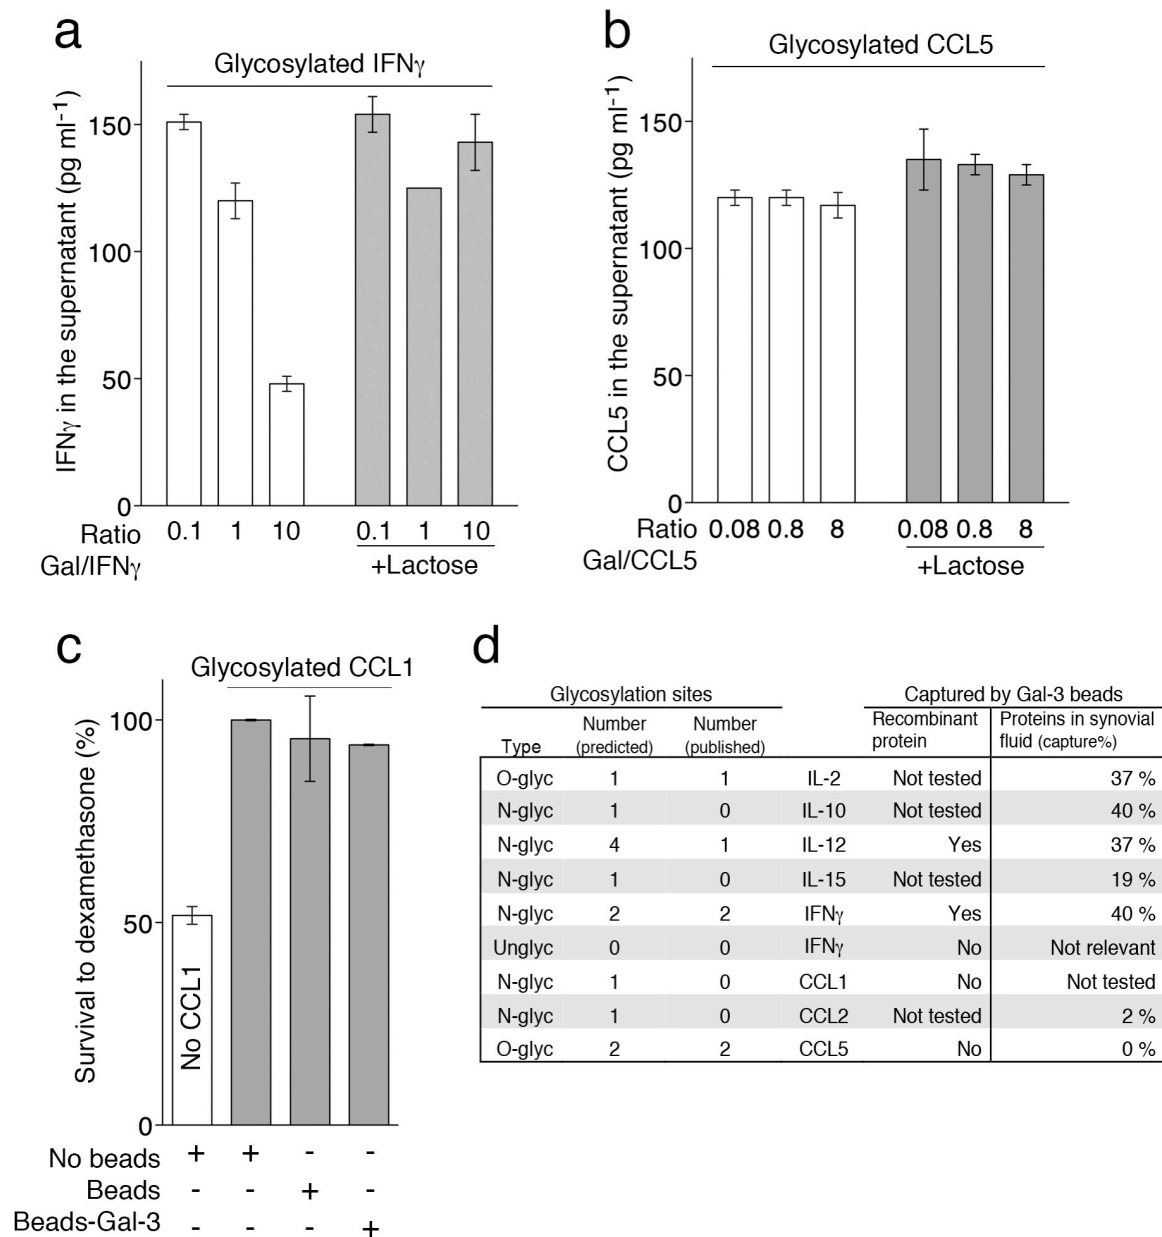 a
Glycosylated IFNγ
IFNγ in the supernatant (pg ml-1)
150
100
50
0
Ratio 0.1 1 10 0.1 1 10
Gal/IFNγ +Lactose
b
Glycosylated CCL5
CCL5 in the supernatant (pg ml-1)
150
100
50
0
Ratio 0.08 0.8 8 0.08 0.8 8
Gal/CCL5 +Lactose
c
Glycosylated CCL1
Survival to dexamethasone (%)
100
50
0
No CCL1
No beads + + - -
Beads - - + -
Beads-Gal-3 - - - +
d
Glycosylation sites Captured by Gal-3 beads
Number Number Recombinant Proteins in synovial
Type (predicted) (published) protein fluid (capture%)
O-glyc 1 1 IL-2 Not tested 37 %
N-glyc 1 0 IL-10 Not tested 40 %
N-glyc 4 1 IL-12 Yes 37 %
N-glyc 1 0 IL-15 Not tested 19 %
N-glyc 2 2 IFNγ Yes 40 %
Unglyc 0 0 IFNγ No Not relevant
N-glyc 1 0 CCL1 No Not tested
N-glyc 1 0 CCL2 Not tested 2 %
O-glyc 2 2 CCL5 No 0 %